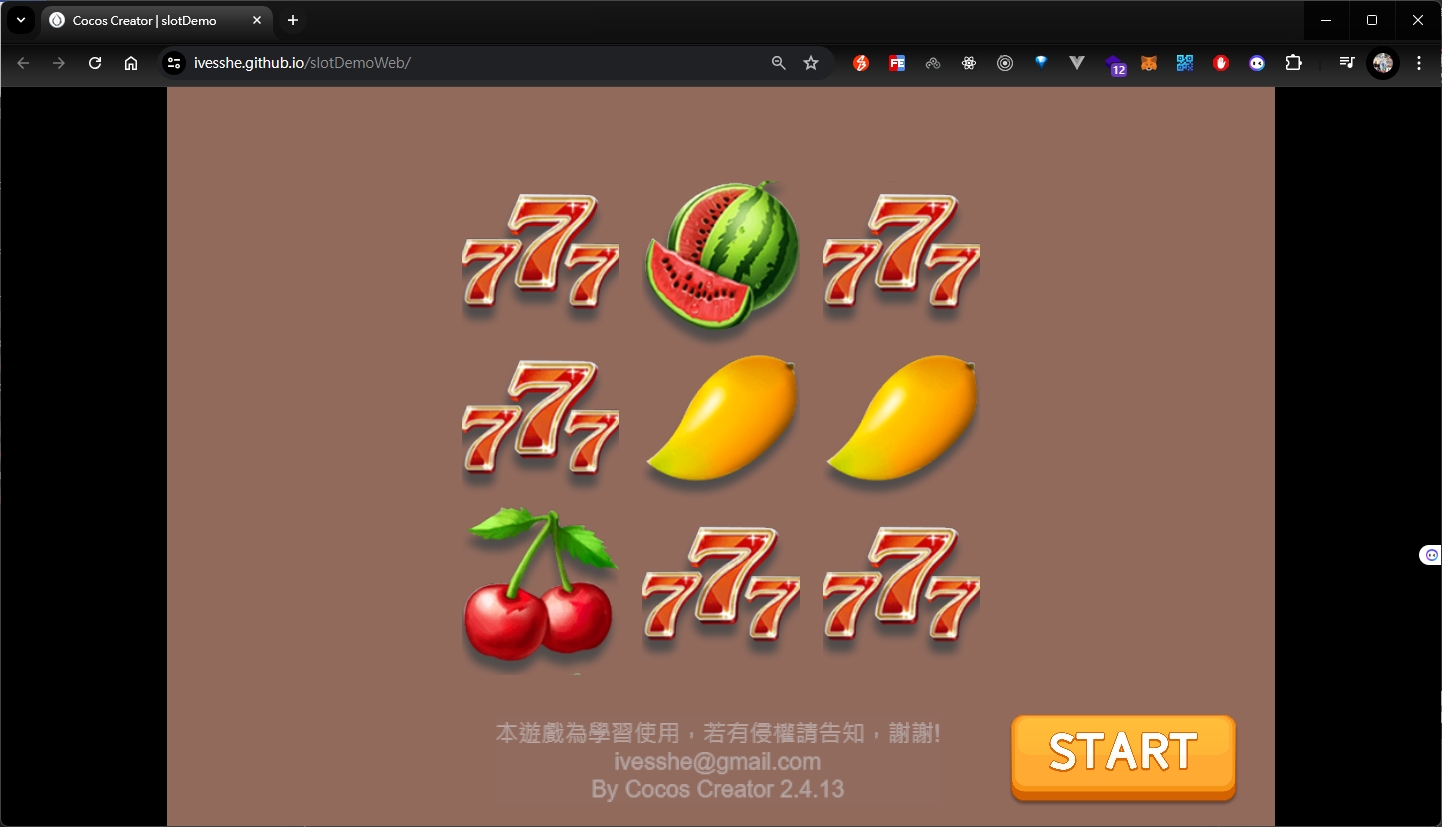 Cocos Creator | slotDemo
ivesshe.github.io/slotDemoWeb/
FE
12
777
777
777
777
777
本遊戲為學習使用，若有侵權請告知，謝謝!
ivesshe@gmail.com
By Cocos Creator 2.4.13
START